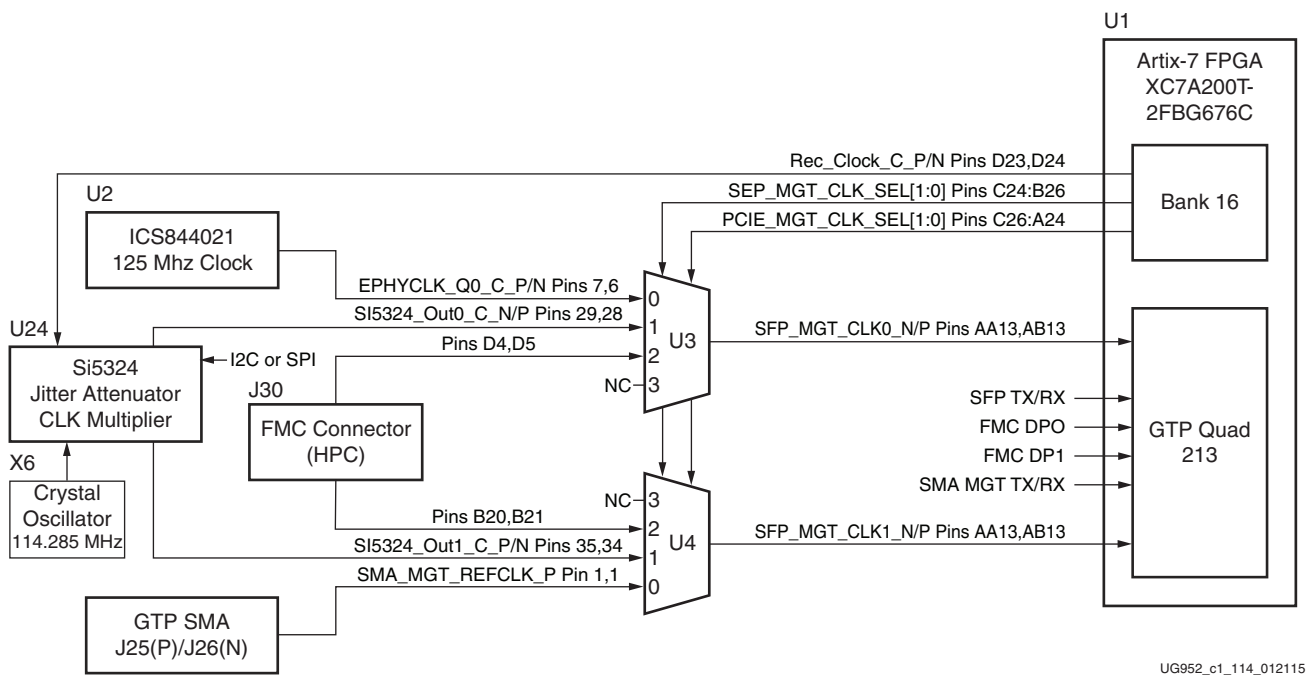 U1
Artix-7 FPGA
XC7A200T-
2FBG676C
Rec_Clock_C_P/N Pins D23,D24
SEP_MGT_CLK_SEL[1:0] Pins C24:B26
PCIE_MGT_CLK_SEL[1:0] Pins C26:A24
Bank 16
U2
ICS844021
125 Mhz Clock
EPHYCLK_Q0_C_P/N Pins 7,6
SI5324_Out0_C_N/P Pins 29,28
Pins D4,D5
NC
0
1
2
3
U3
SFP_MGT_CLK0_N/P Pins AA13,AB13
U24
Si5324
Jitter Attenuator
CLK Multiplier
I2C or SPI
J30
FMC Connector
(HPC)
X6
Crystal
Oscillator
114.285 MHz
SFP TX/RX
FMC DPO
FMC DP1
SMA MGT TX/RX
GTP Quad
213
NC
Pins B20,B21
SI5324_Out1_C_P/N Pins 35,34
SMA_MGT_REFCLK_P Pin 1,1
3
2
1
0
U4
SFP_MGT_CLK1_N/P Pins AA13,AB13
GTP SMA
J25(P)/J26(N)
UG952_c1_114_012115